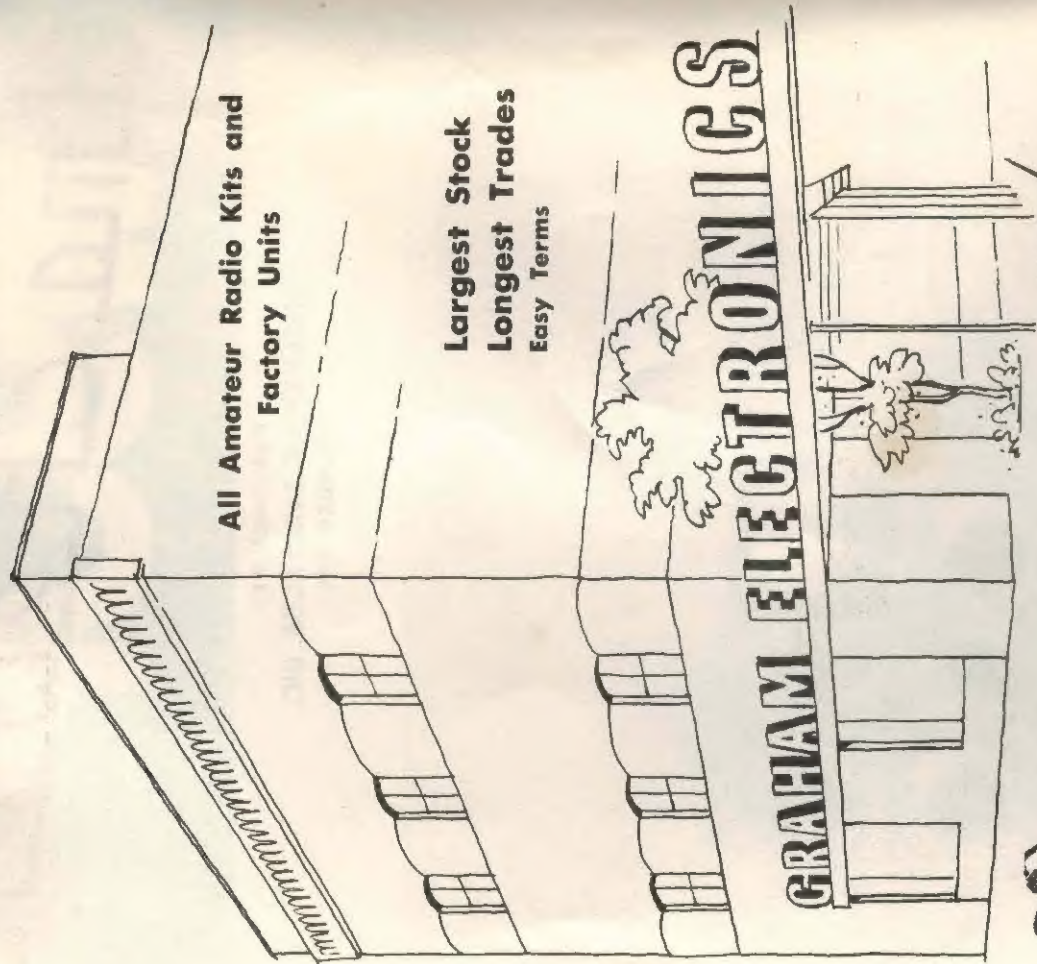 All Amateur Radio Kits and
Factory Units
Largest Stock
Longest Trades
Easy Terms
GRAHAM ELECTRONICS